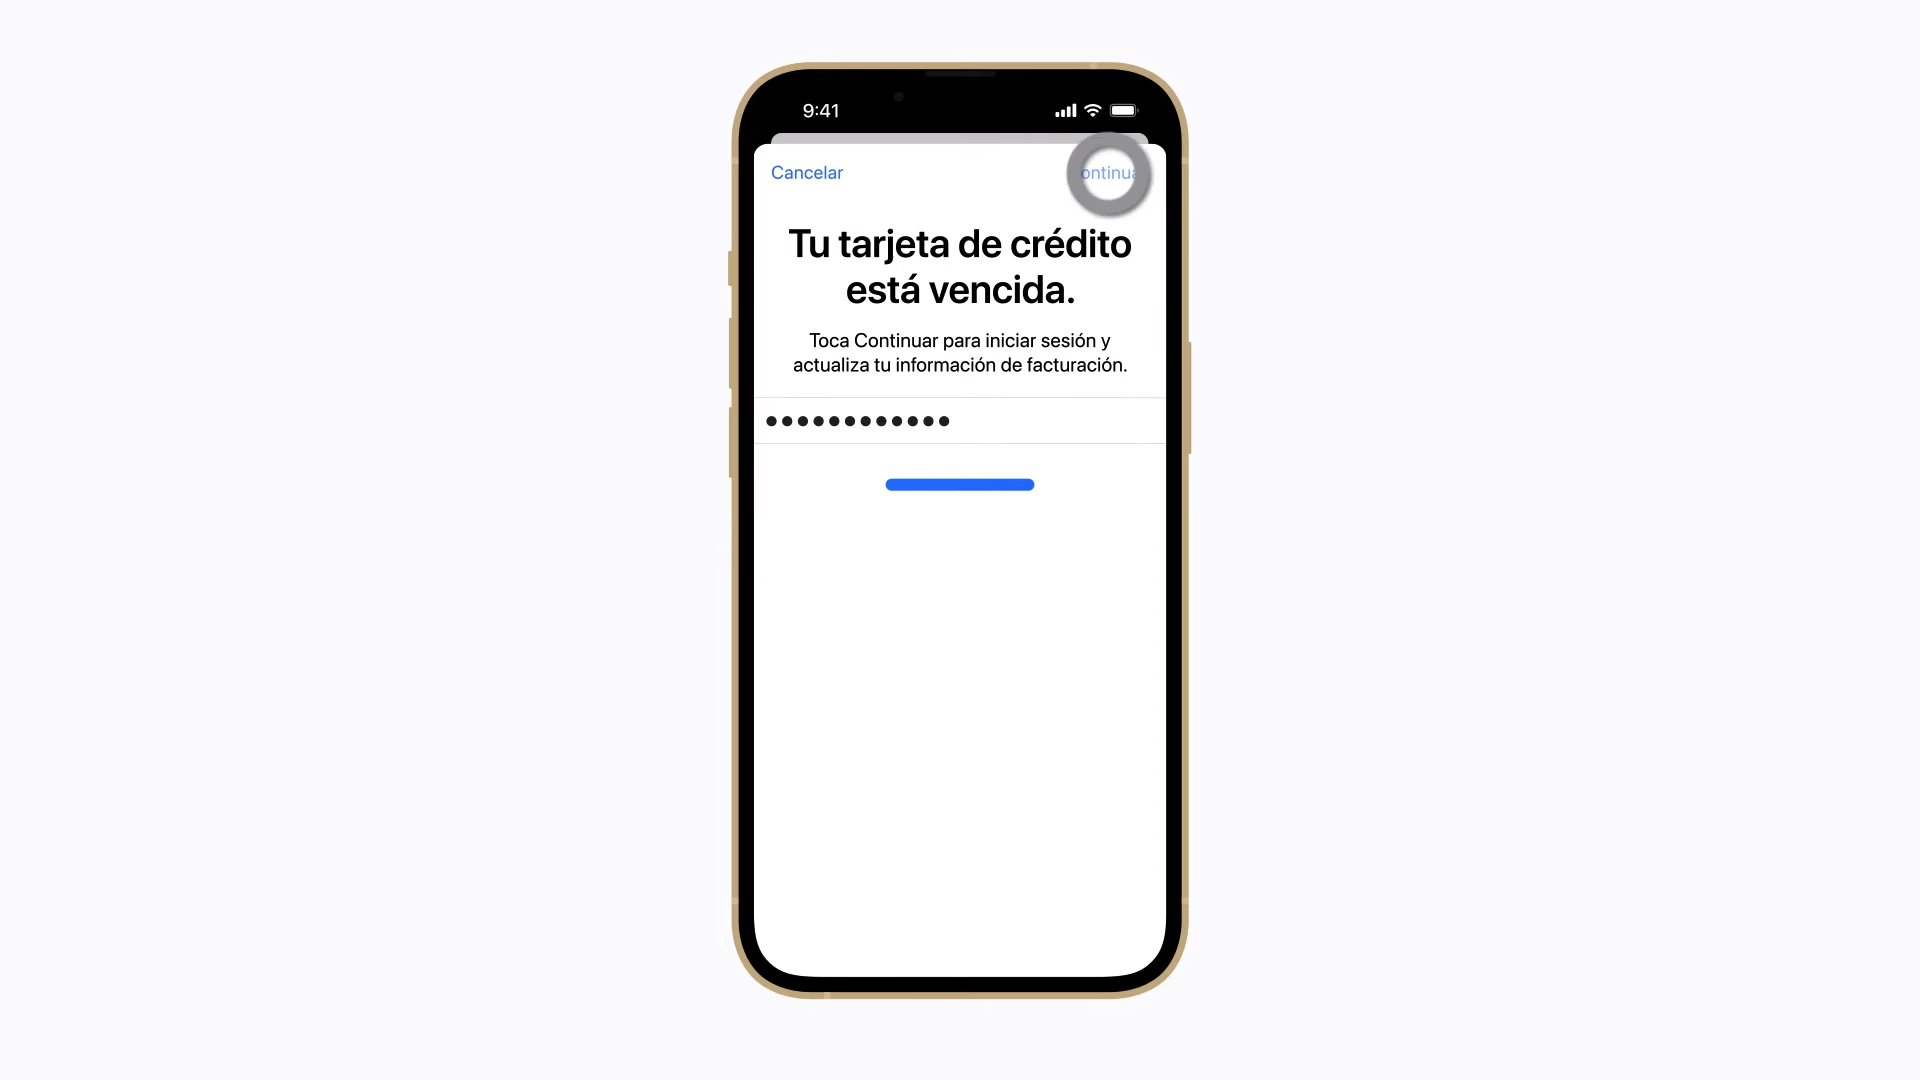 9:41
Cancelar
Tu tarjeta de crédito
está vencida.
Toca Continuar para iniciar sesión y
actualiza tu información de facturación.